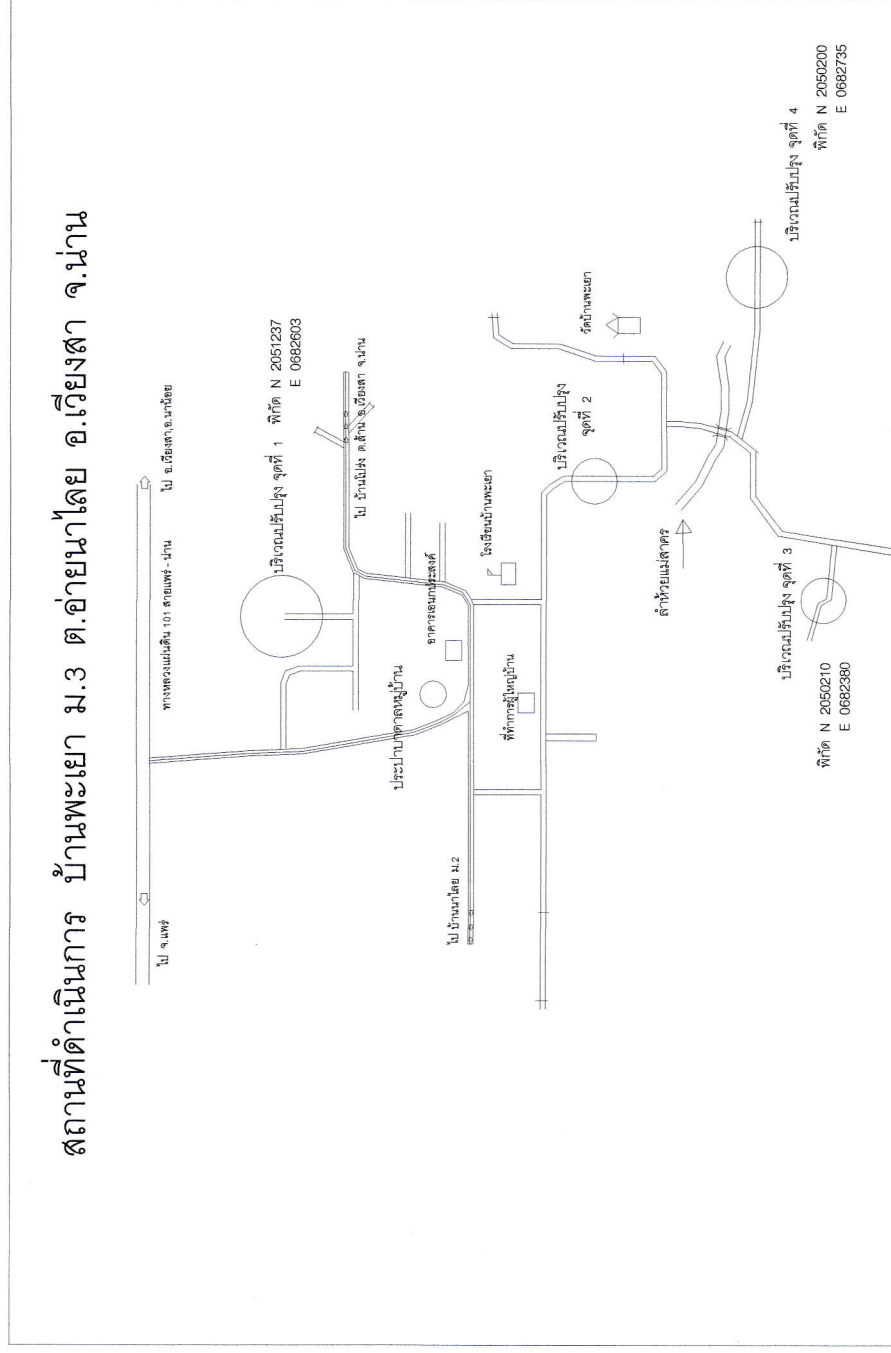 สถานที่ดำเนินการ บ้านพะเยา ม.3 ต.อ่ายนาไลย อ.เวียงสา จ.น่าน
ไป จ.แพร่
ทางหลวงแผ่นดิน 101 สายแพร่ - น่าน
ไป อ.เวียงสา,อ.นาน้อย
บริเวณปรับปรุง จุดที่ 1 พิกัด N 2051237
E 0682603
ไป บ้านโปร่ง ต.ส้าน อ.เวียงสา จ.น่าน
ประปาบาดาลหมู่บ้าน
อาคารเอนกประสงค์
ไป บ้านนาไลย ม.2
โรงเรียนบ้านพะเยา
ที่ทำการผู้ใหญ่บ้าน
บริเวณปรับปรุง
จุดที่ 2
วัดบ้านพะเยา
ลำห้วยแม่สาคร
บริเวณปรับปรุง จุดที่ 3
พิกัด N 2050210
E 0682380
บริเวณปรับปรุง จุดที่ 4
พิกัด N 2050200
E 0682735